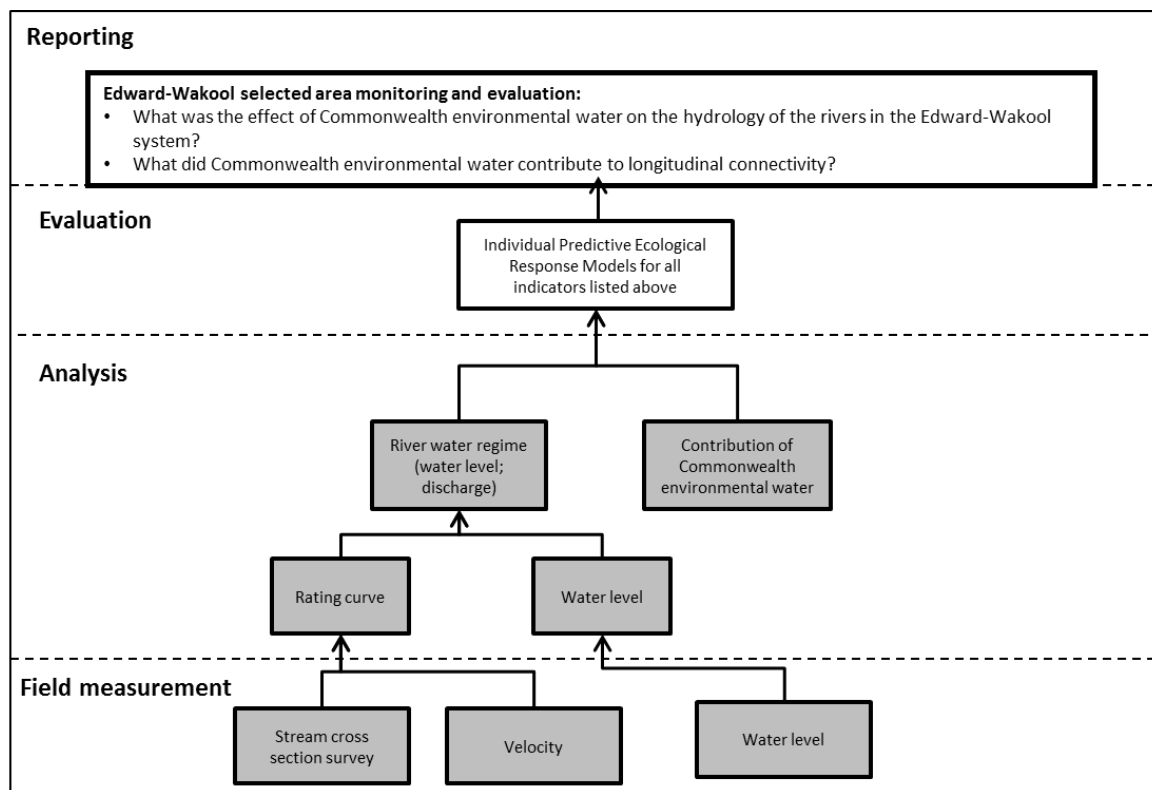 Reporting
Edward-Wakool selected area monitoring and evaluation:
• What was the effect of Commonwealth environmental water on the hydrology of the rivers in the Edward-Wakool
system?
• What did Commonwealth environmental water contribute to longitudinal connectivity?
Evaluation
Individual Predictive Ecological
Response Models for all
indicators listed above
Analysis
River water regime
(water level;
discharge)
Contribution of
Commonwealth
environmental water
Rating curve
Water level
Field measurement
Stream cross
section survey
Velocity
Water level